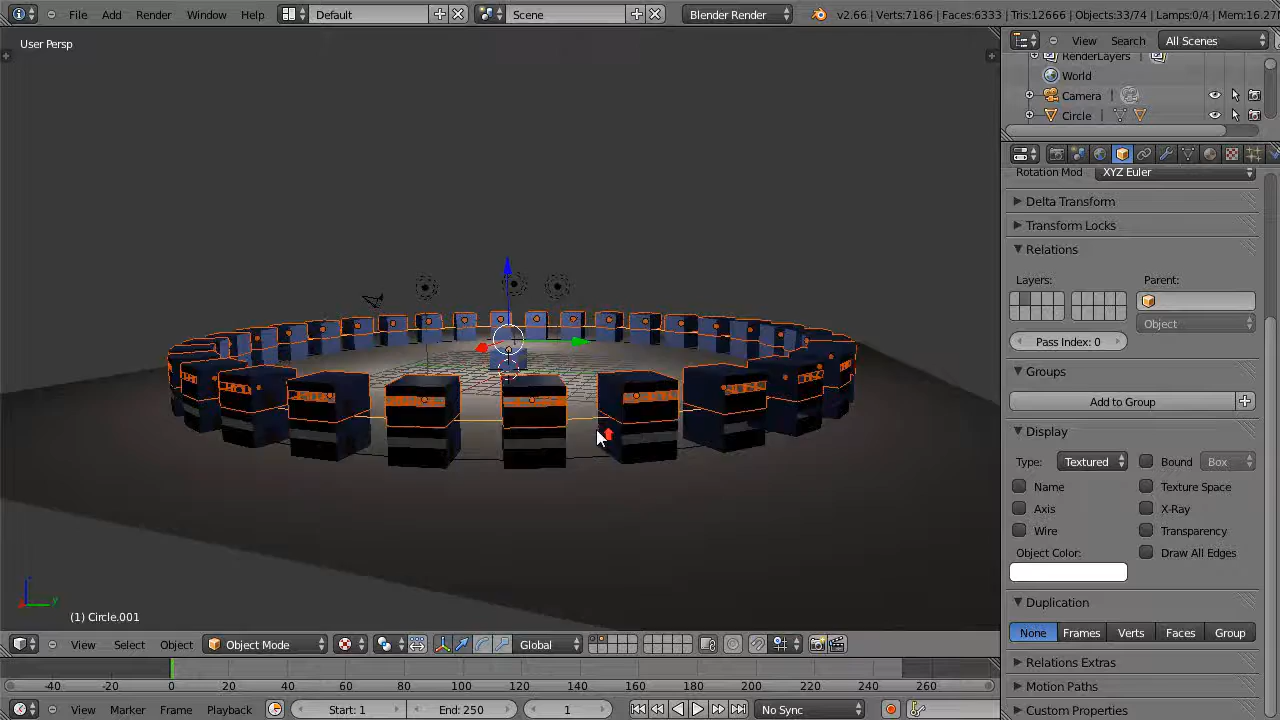 File Add Render Window Help Default Scene Blender Render v2.66 | Verts:7186 | Faces:6333 | Tris:12666 | Objects:33/74 | Lamps:0/4 | Mem:16.27
User Persp
View Search All Scenes
RenderLayers
World
Camera
Circle
Rotation Mod XYZ Euler
Delta Transform
Transform Locks
Relations
Layers: Parent:
Object
Pass Index: 0
Groups
Add to Group
Display
Type: Textured Bound Box
Name Texture Space
Axis X-Ray
Wire Transparency
Object Color: Draw All Edges
Duplication
None Frames Verts Faces Group
Relations Extras
Motion Paths
Custom Properties
(1) Circle.001
View Select Object Object Mode Global
-40 -20 0 20 40 60 80 100 120 140 160 180 200 220 240 260
View Marker Frame Playback Start: 1 End: 250 1 No Sync